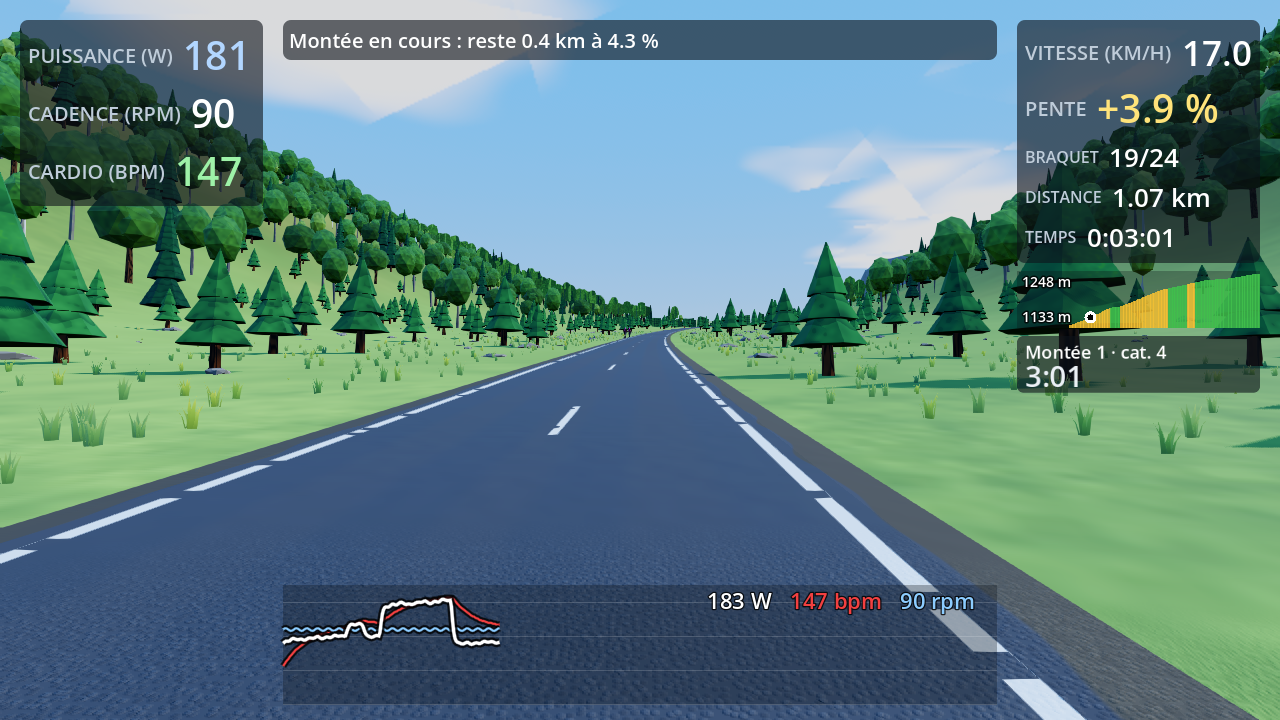 PUISSANCE (W) 181
CADENCE (RPM) 90
CARDIO (BPM) 147
Montée en cours : reste 0.4 km à 4.3 %
VITESSE (KM/H) 17.0
PENTE +3.9 %
BRAQUET 19/24
DISTANCE 1.07 km
TEMPS 0:03:01
1248 m
1133 m
Montée 1 · cat. 4
3:01
183 W 147 bpm 90 rpm